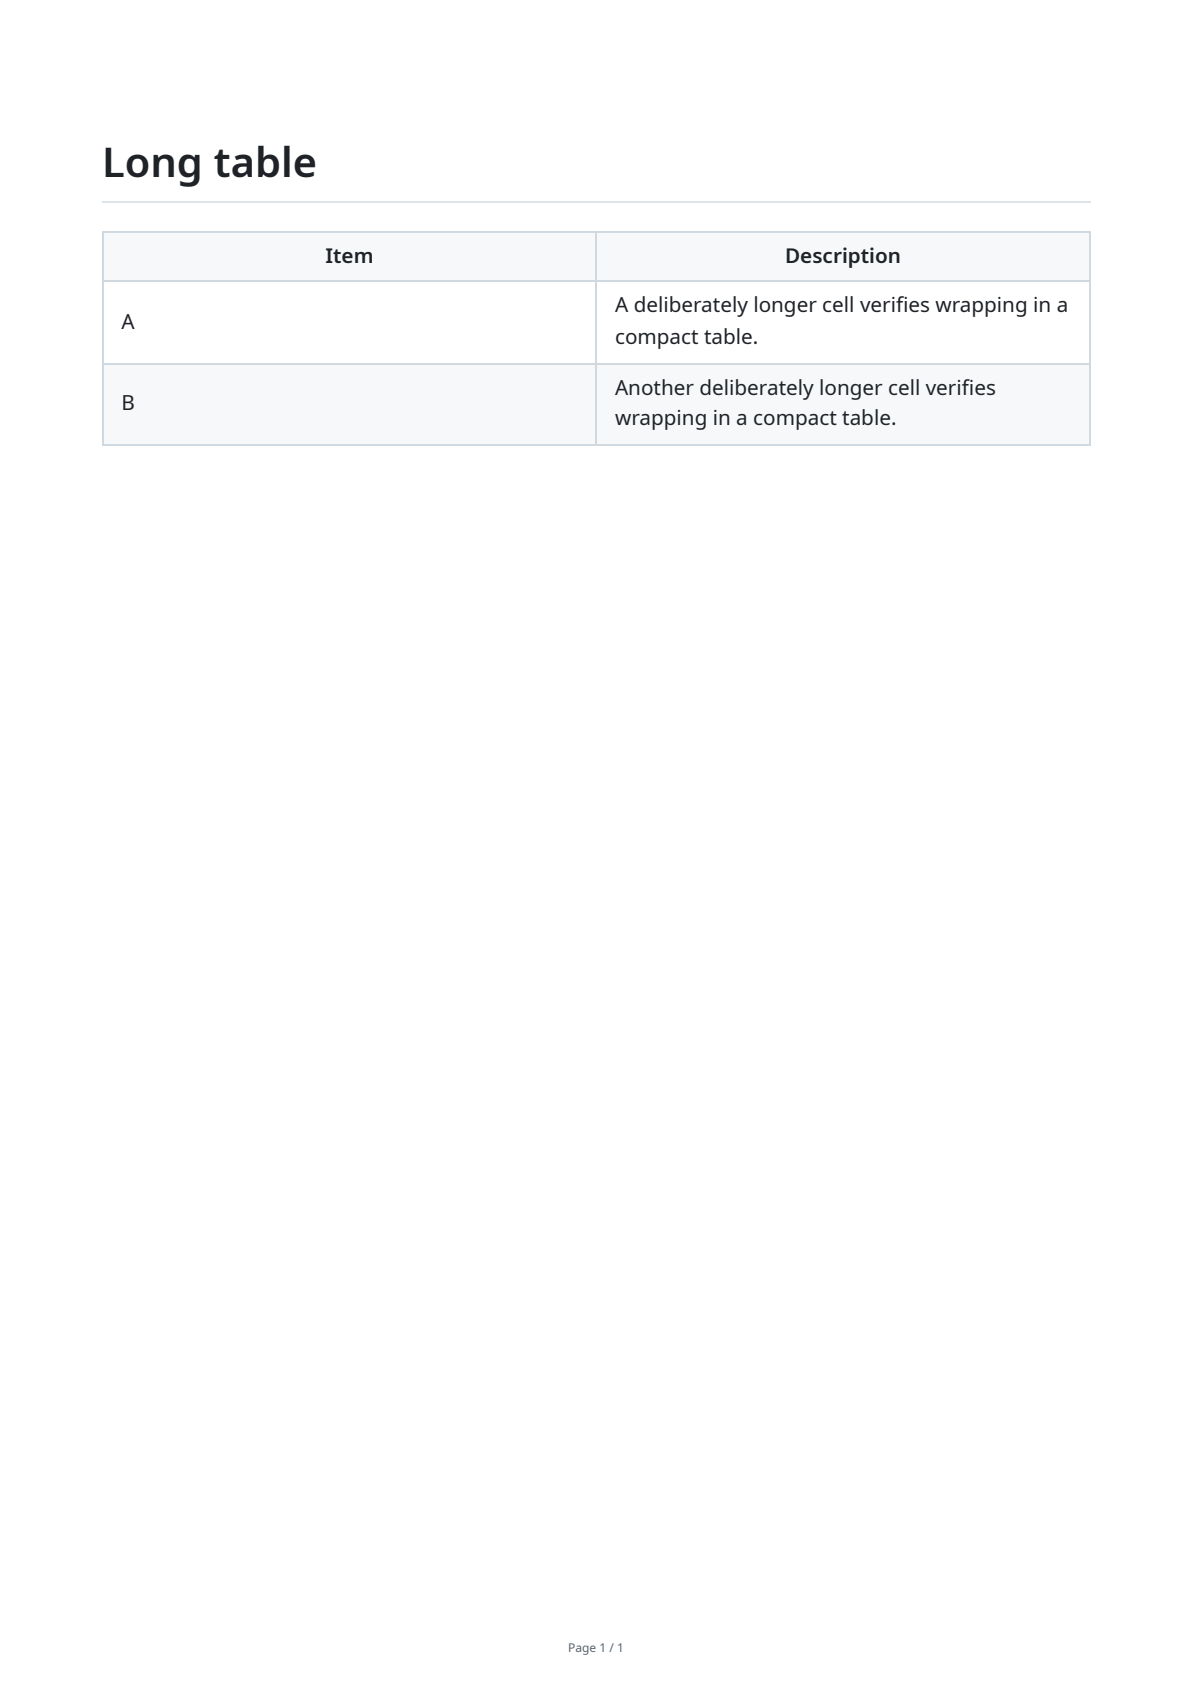 Long table
Item Description
A A deliberately longer cell verifies wrapping in a
compact table.
B Another deliberately longer cell verifies
wrapping in a compact table.
Page 1 / 1